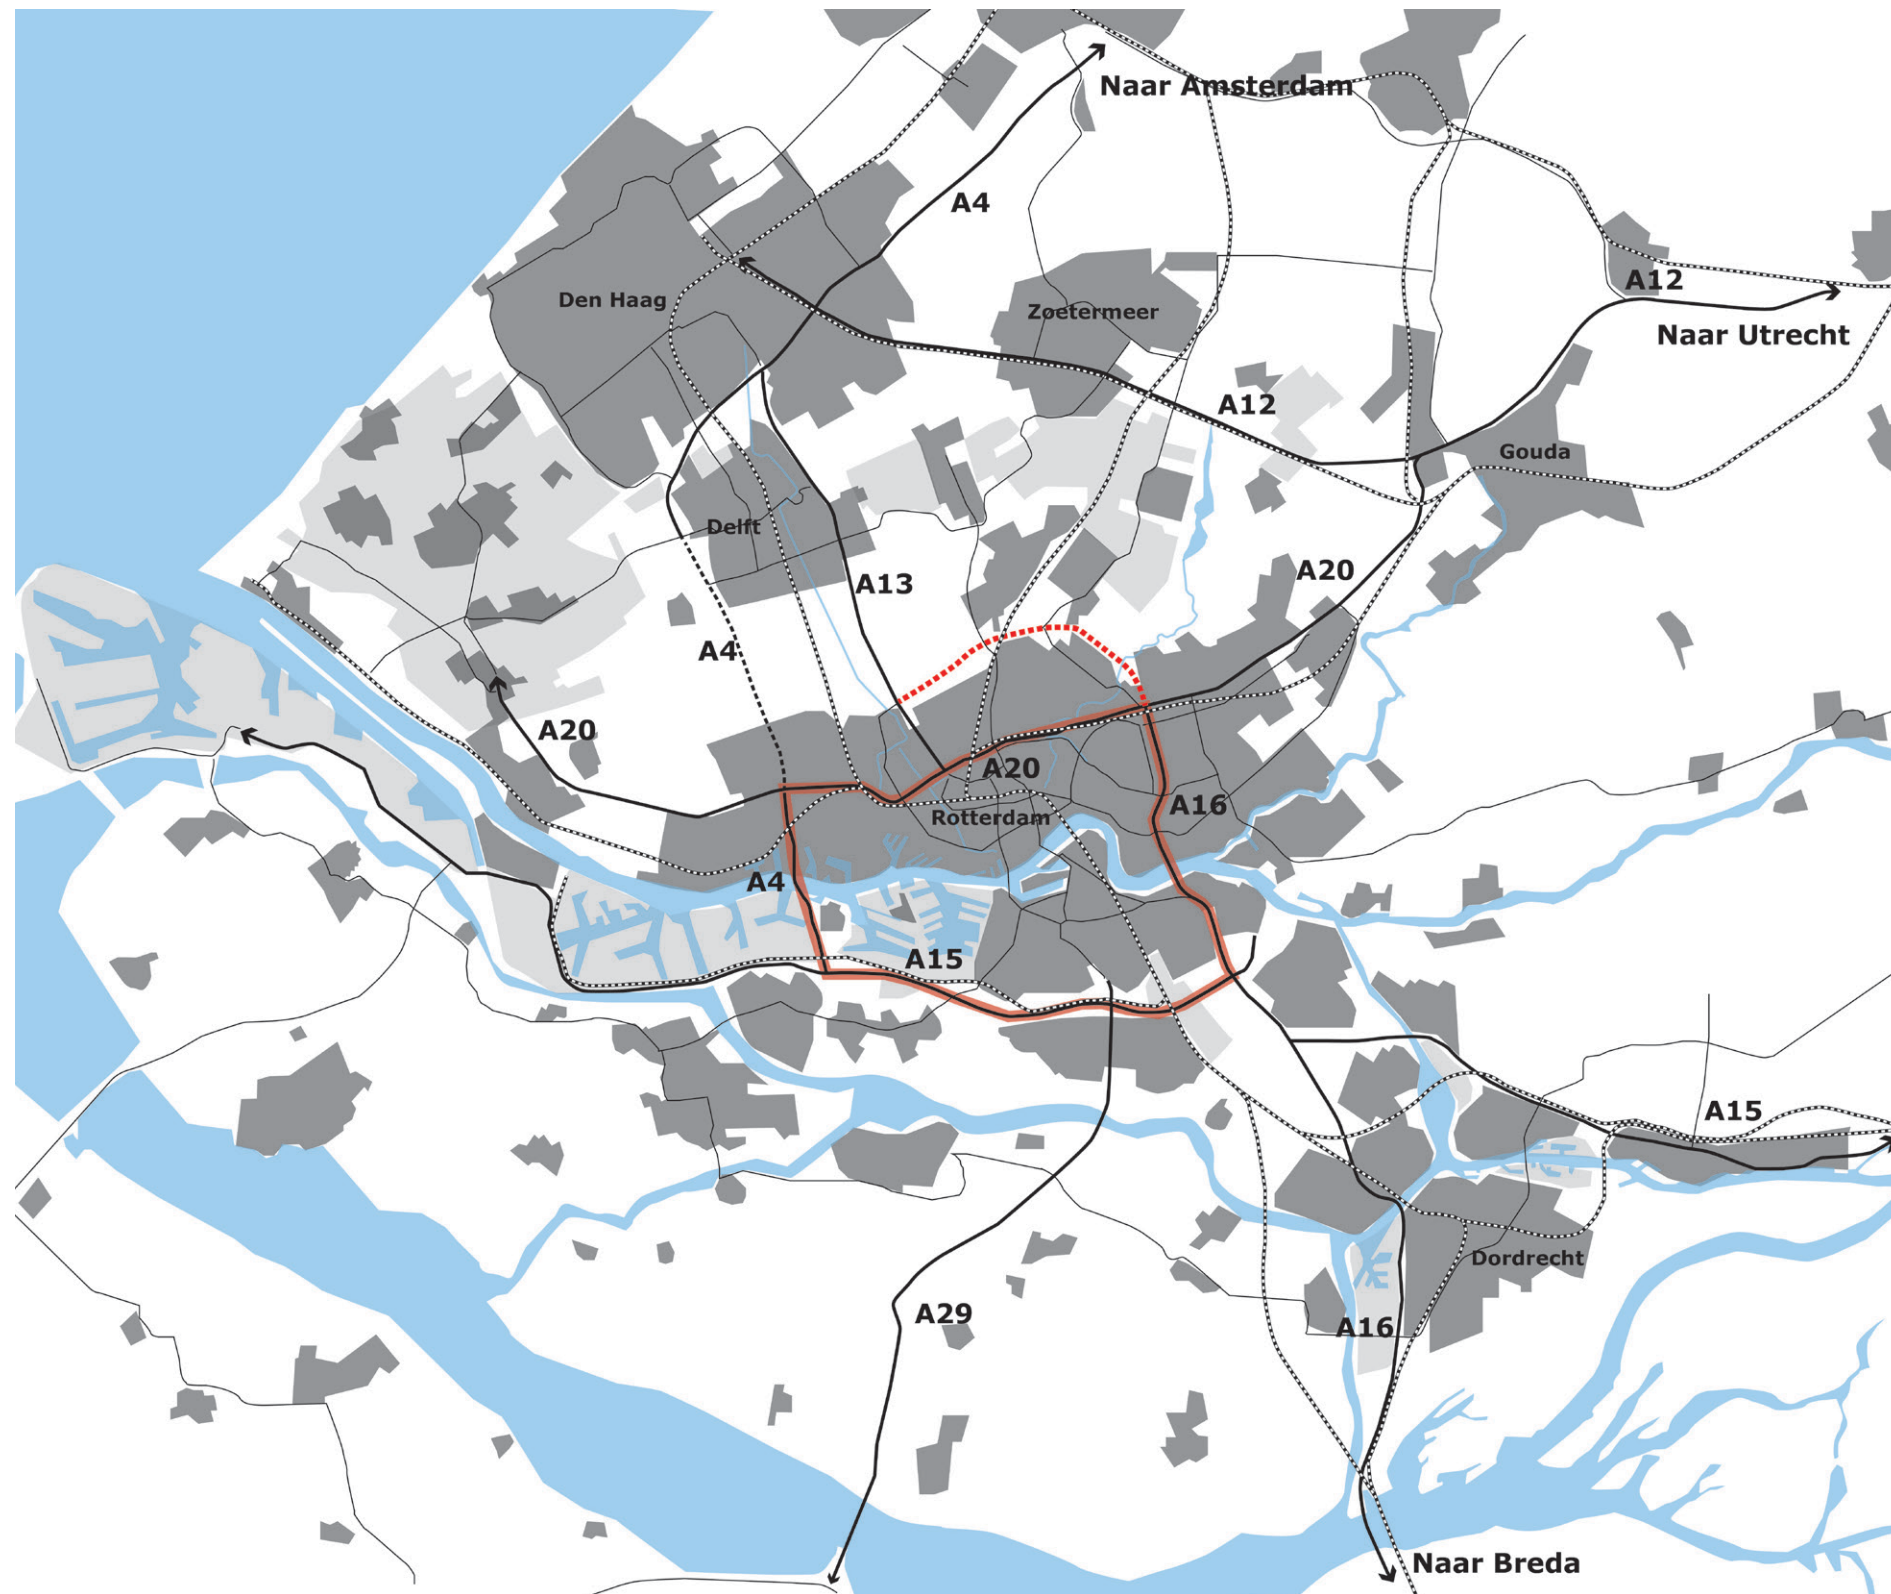 Naar Amsterdam
A4
A12
Den Haag
Zoetermeer
Naar Utrecht
A12
Gouda
Delft
A20
A13
A4
A20
A20
A16
Rotterdam
A4
A15
A15
Dordrecht
A29
A16
Naar Breda